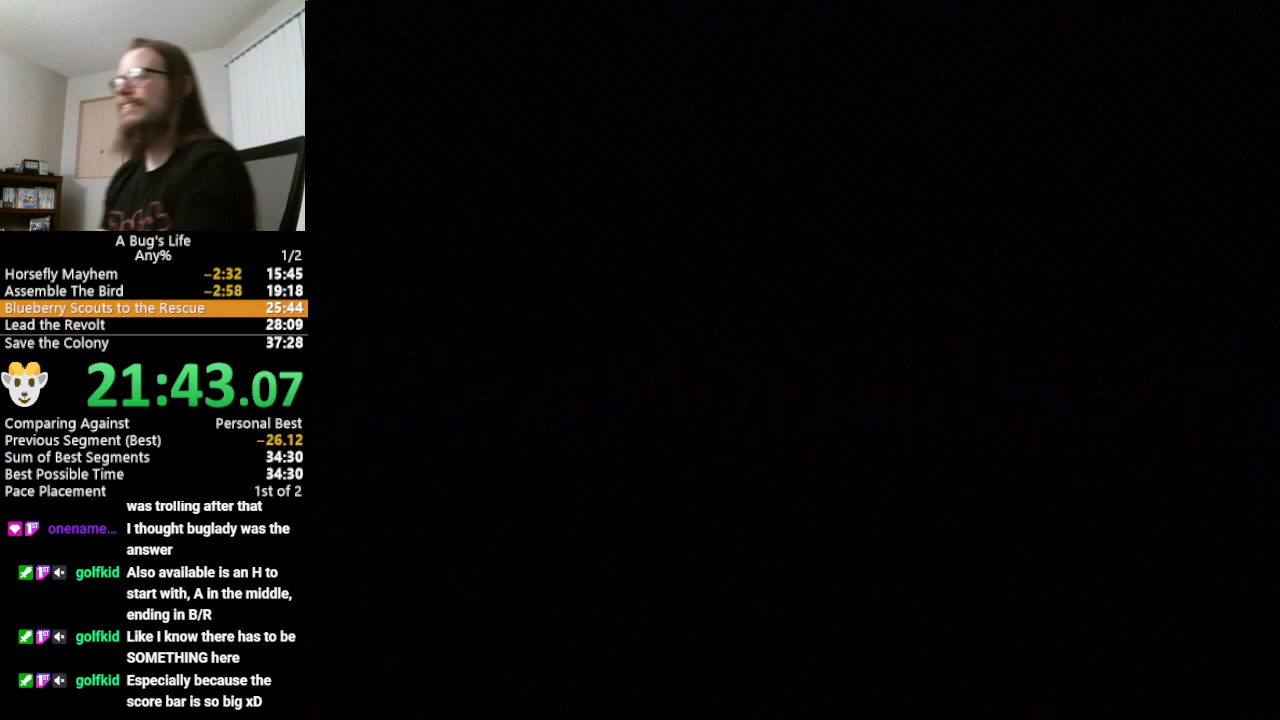 A Bug's Life
Any% 1/2
Horsefly Mayhem −2:32 15:45
Assemble The Bird −2:58 19:18
Blueberry Scouts to the Rescue 25:44
Lead the Revolt 28:09
Save the Colony 37:28
21:43.07
Comparing Against Personal Best
Previous Segment (Best) −26.12
Sum of Best Segments 34:30
Best Possible Time 34:30
Pace Placement 1st of 2
was trolling after that
onename... I thought buglady was the
answer
golfkid Also available is an H to
start with, A in the middle,
ending in B/R
golfkid Like I know there has to be
SOMETHING here
golfkid Especially because the
score bar is so big xD